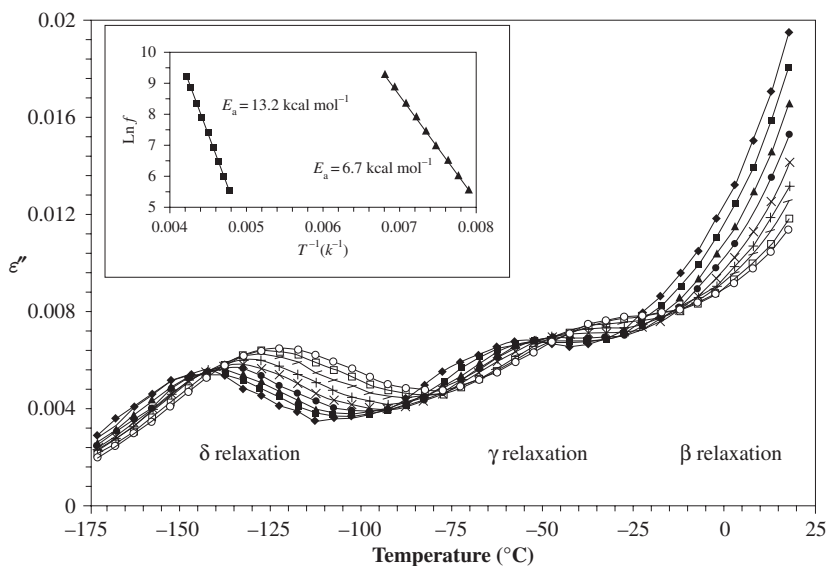 0.02
0.016
0.012
0.008
0.004
0
ε″
10
9
8
7
6
5
Ln f
E_a = 13.2 kcal mol⁻¹
E_a = 6.7 kcal mol⁻¹
0.004 0.005 0.006 0.007 0.008
T⁻¹(k⁻¹)
δ relaxation γ relaxation β relaxation
−175 −150 −125 −100 −75 −50 −25 0 25
Temperature (°C)